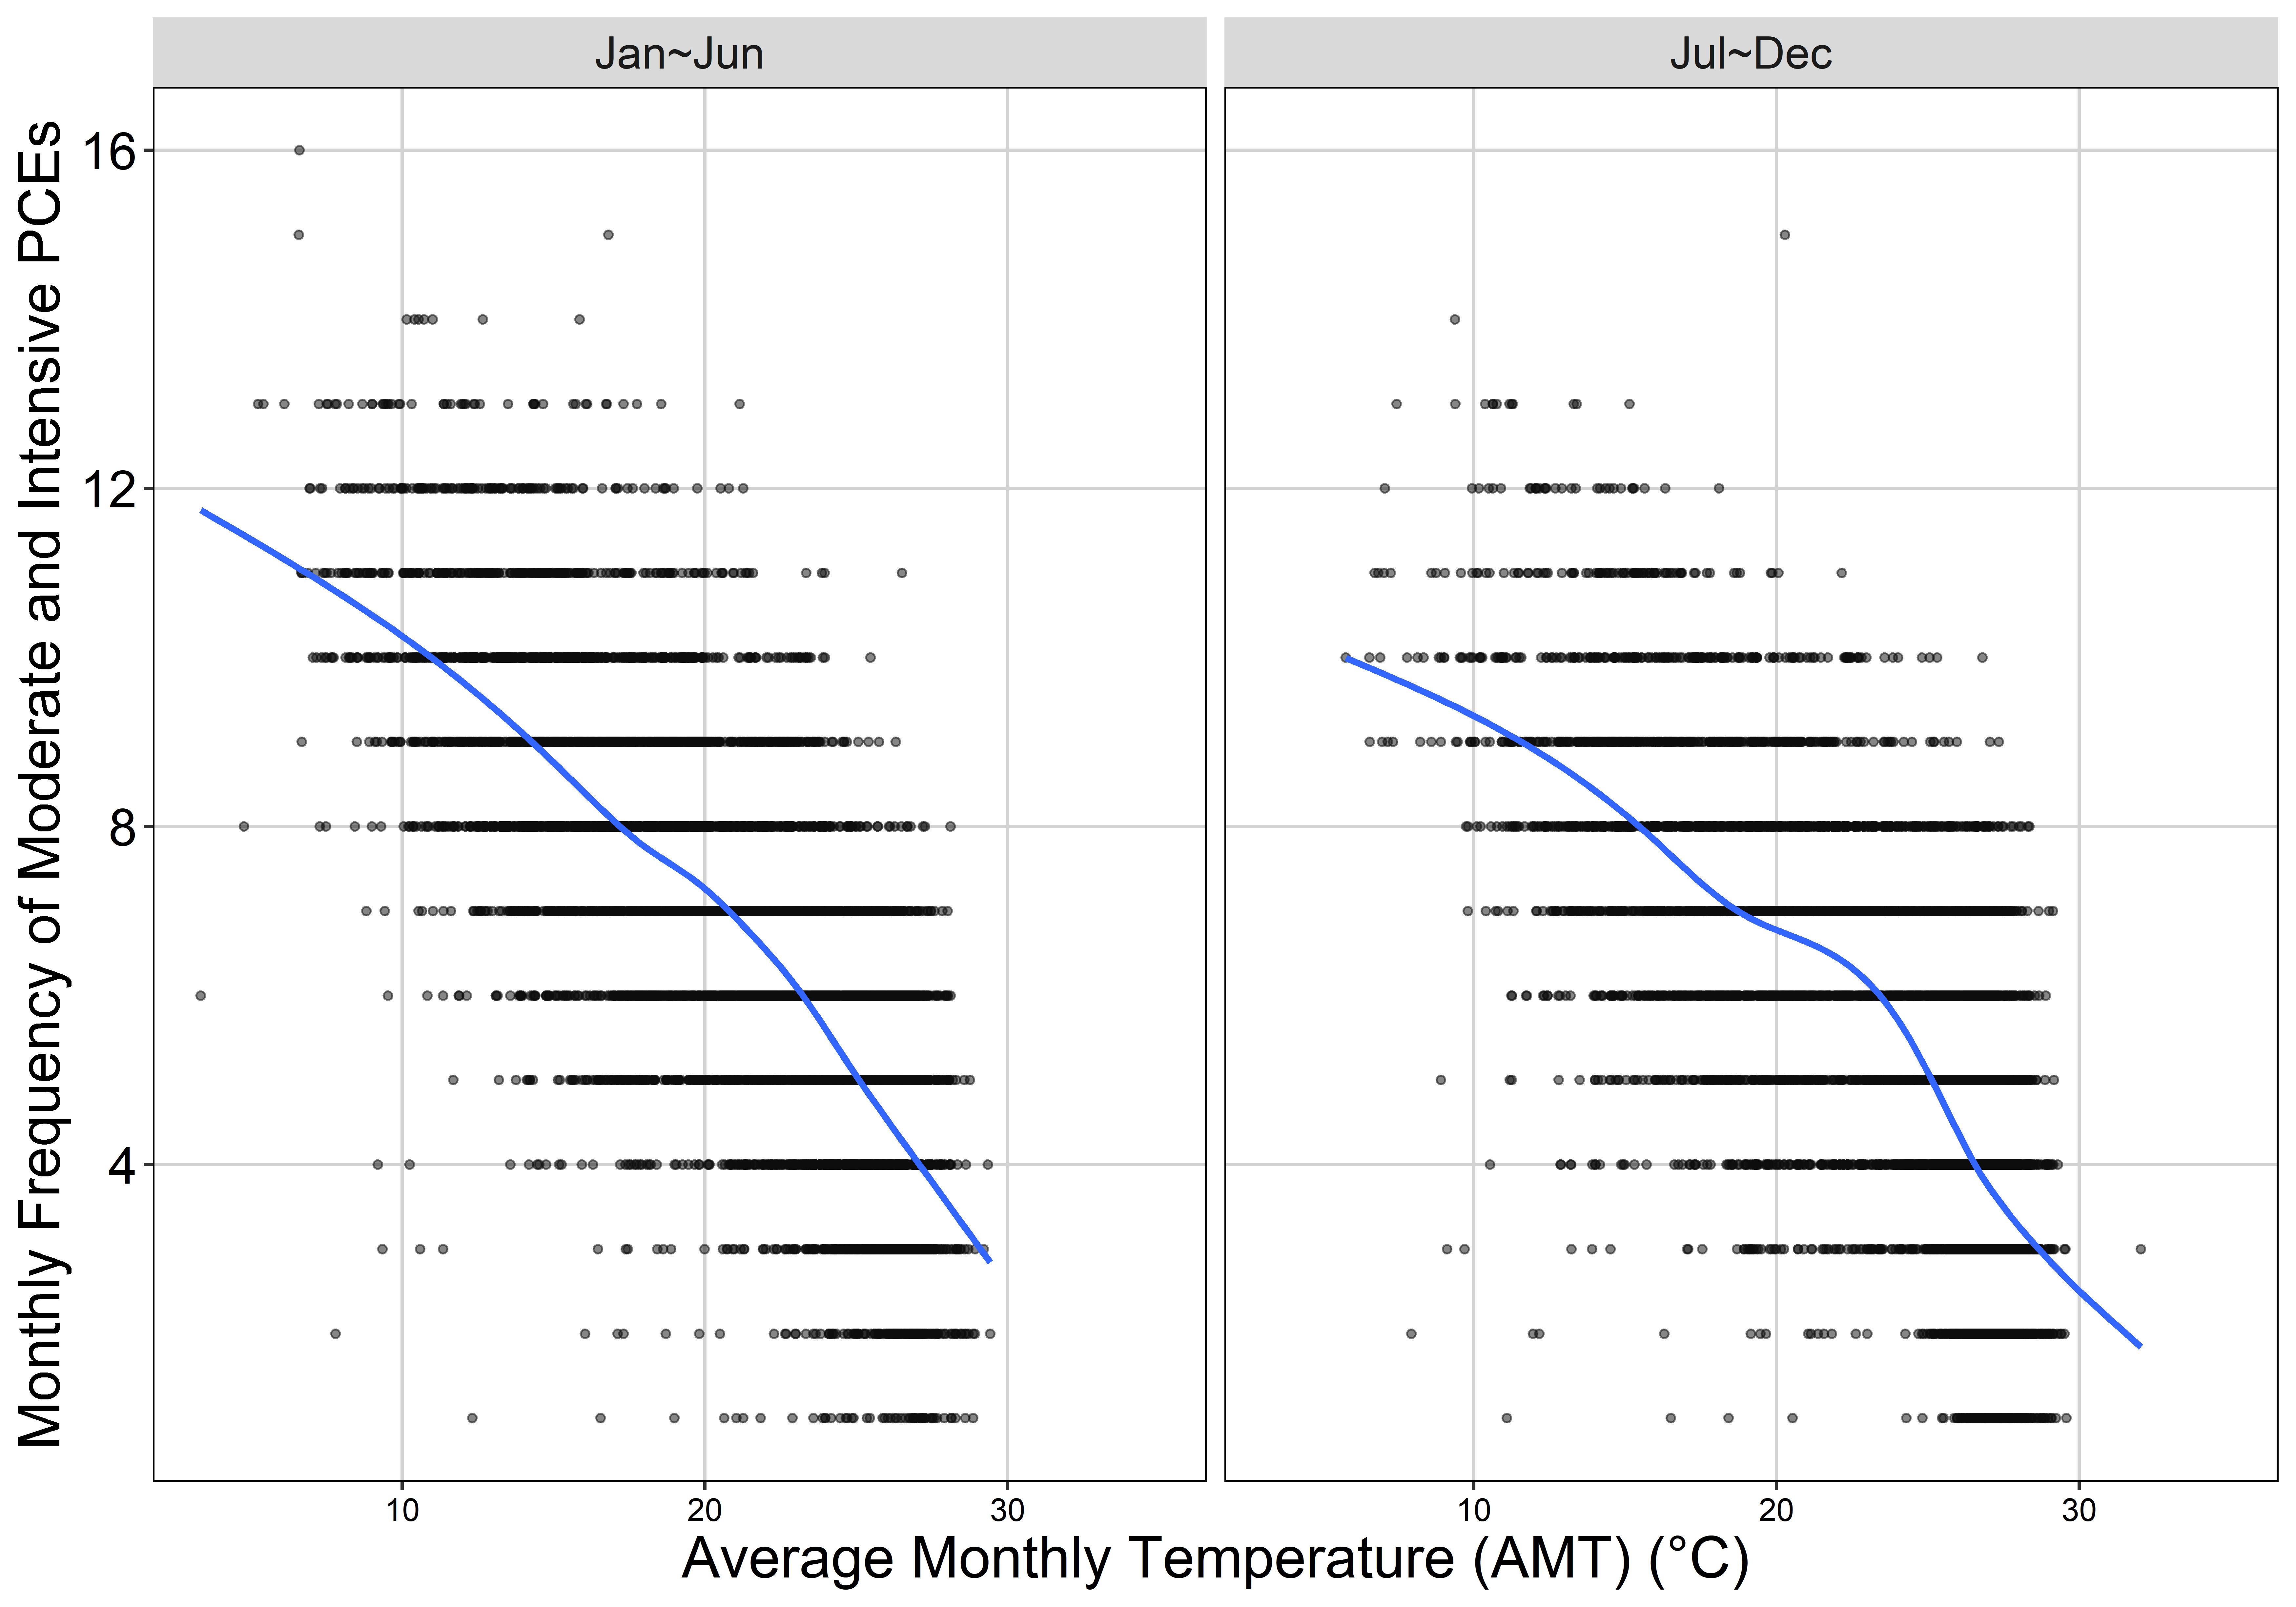 Jan~Jun
Jul~Dec
Monthly Frequency of Moderate and Intensive PCEs
16
12
8
4
10
20
30
10
20
30
Average Monthly Temperature (AMT) (°C)